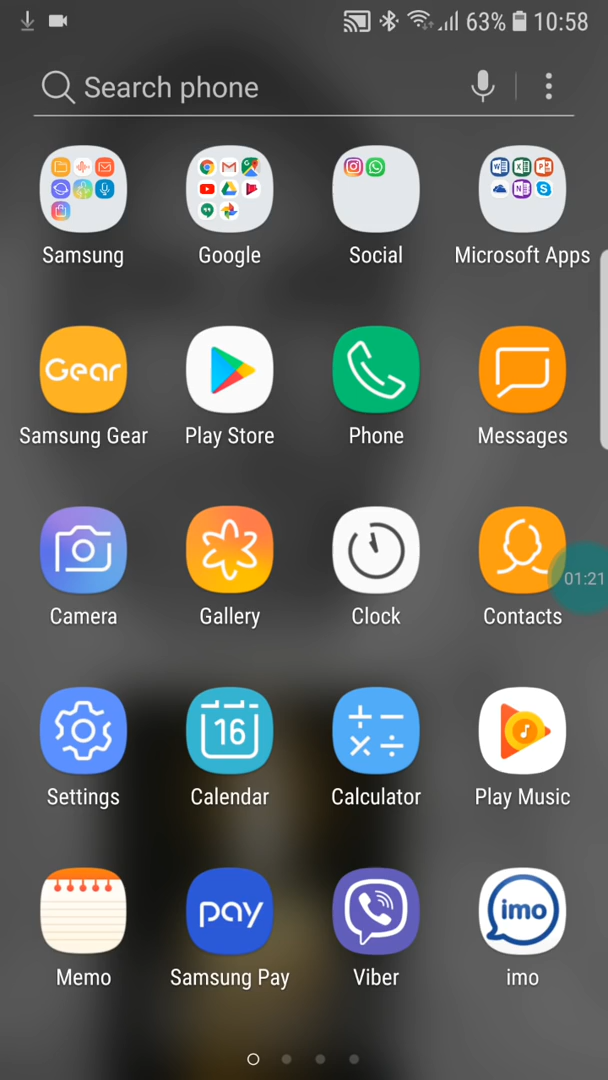 63% 10:58
Search phone
Samsung Google Social Microsoft Apps
Gear
Samsung Gear Play Store Phone Messages
01:21
Camera Gallery Clock Contacts
16
Settings Calendar Calculator Play Music
pay imo
Memo Samsung Pay Viber imo